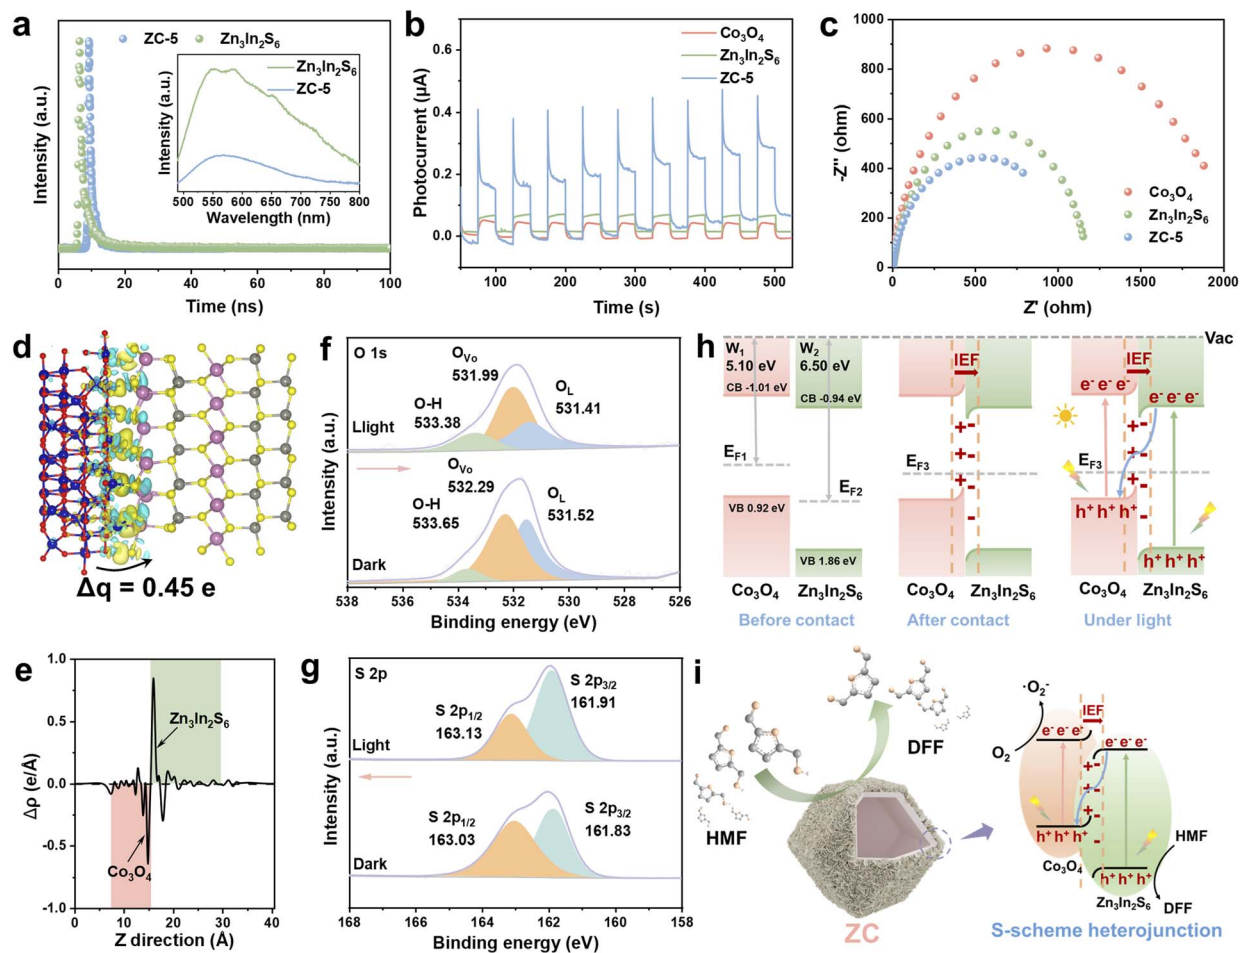 a
ZC-5
Zn3In2S6
Intensity (a.u.)
Intensity (a.u.)
Zn3In2S6
ZC-5
500 550 600 650 700 750 800
Wavelength (nm)
0 20 40 60 80 100
Time (ns)
b
Photocurrent (μA)
0.6
0.4
0.2
0.0
Co3O4
Zn3In2S6
ZC-5
100 150 200 250 300 350 400 450 500
Time (s)
c
-Z'' (ohm)
1000
800
600
400
200
0
Co3O4
Zn3In2S6
ZC-5
0 500 1000 1500 2000
Z' (ohm)
d
Δq = 0.45 e
e
Δρ (e/Å)
1.0
0.5
0.0
-0.5
-1.0
Zn3In2S6
Co3O4
0 10 20 30 40
Z direction (Å)
f
Intensity (a.u.)
O 1s
OVo
531.99
OL
531.41
O-H
533.38
Llight
OVo
532.29
OL
531.52
O-H
533.65
Dark
538 536 534 532 530 528 526
Binding energy (eV)
g
Intensity (a.u.)
S 2p
S 2p3/2
161.91
S 2p1/2
163.13
Light
S 2p3/2
161.83
S 2p1/2
163.03
Dark
168 166 164 162 160 158
Binding energy (eV)
h
Vac
W1
5.10 eV
CB -1.01 eV
EF1
VB 0.92 eV
Co3O4
W2
6.50 eV
CB -0.94 eV
EF2
VB 1.86 eV
Zn3In2S6
Before contact
IEF
+ -
+ -
+ -
+ -
-
EF3
Co3O4
Zn3In2S6
After contact
IEF
e- e- e-
e- e- e-
+ -
+ -
+ -
-
EF3
h+ h+ h+
h+ h+ h+
Co3O4
Zn3In2S6
Under light
i
HMF
DFF
ZC
·O2-
O2
IEF
e- e- e-
e- e- e-
+ -
+ -
+ -
-
h+ h+ h+
Co3O4
h+ h+ h+
Zn3In2S6
HMF
DFF
S-scheme heterojunction